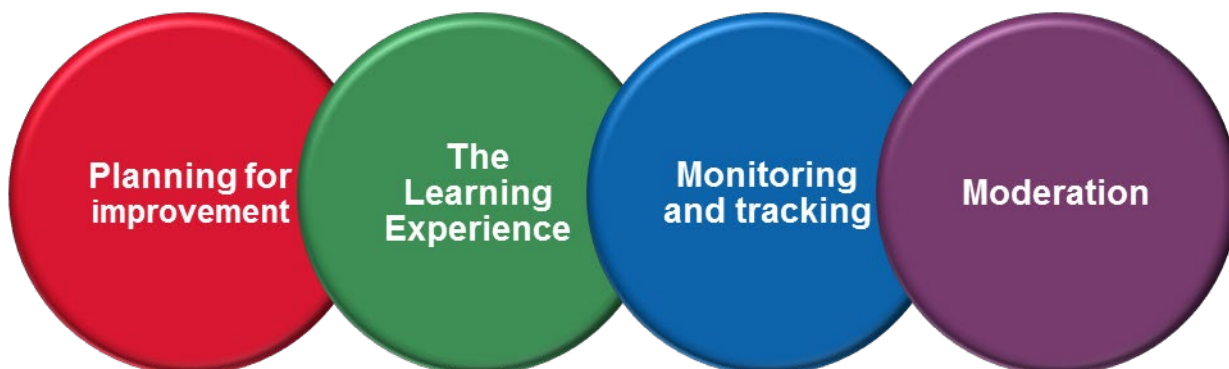 Planning for
improvement
The
Learning
Experience
Monitoring
and tracking
Moderation